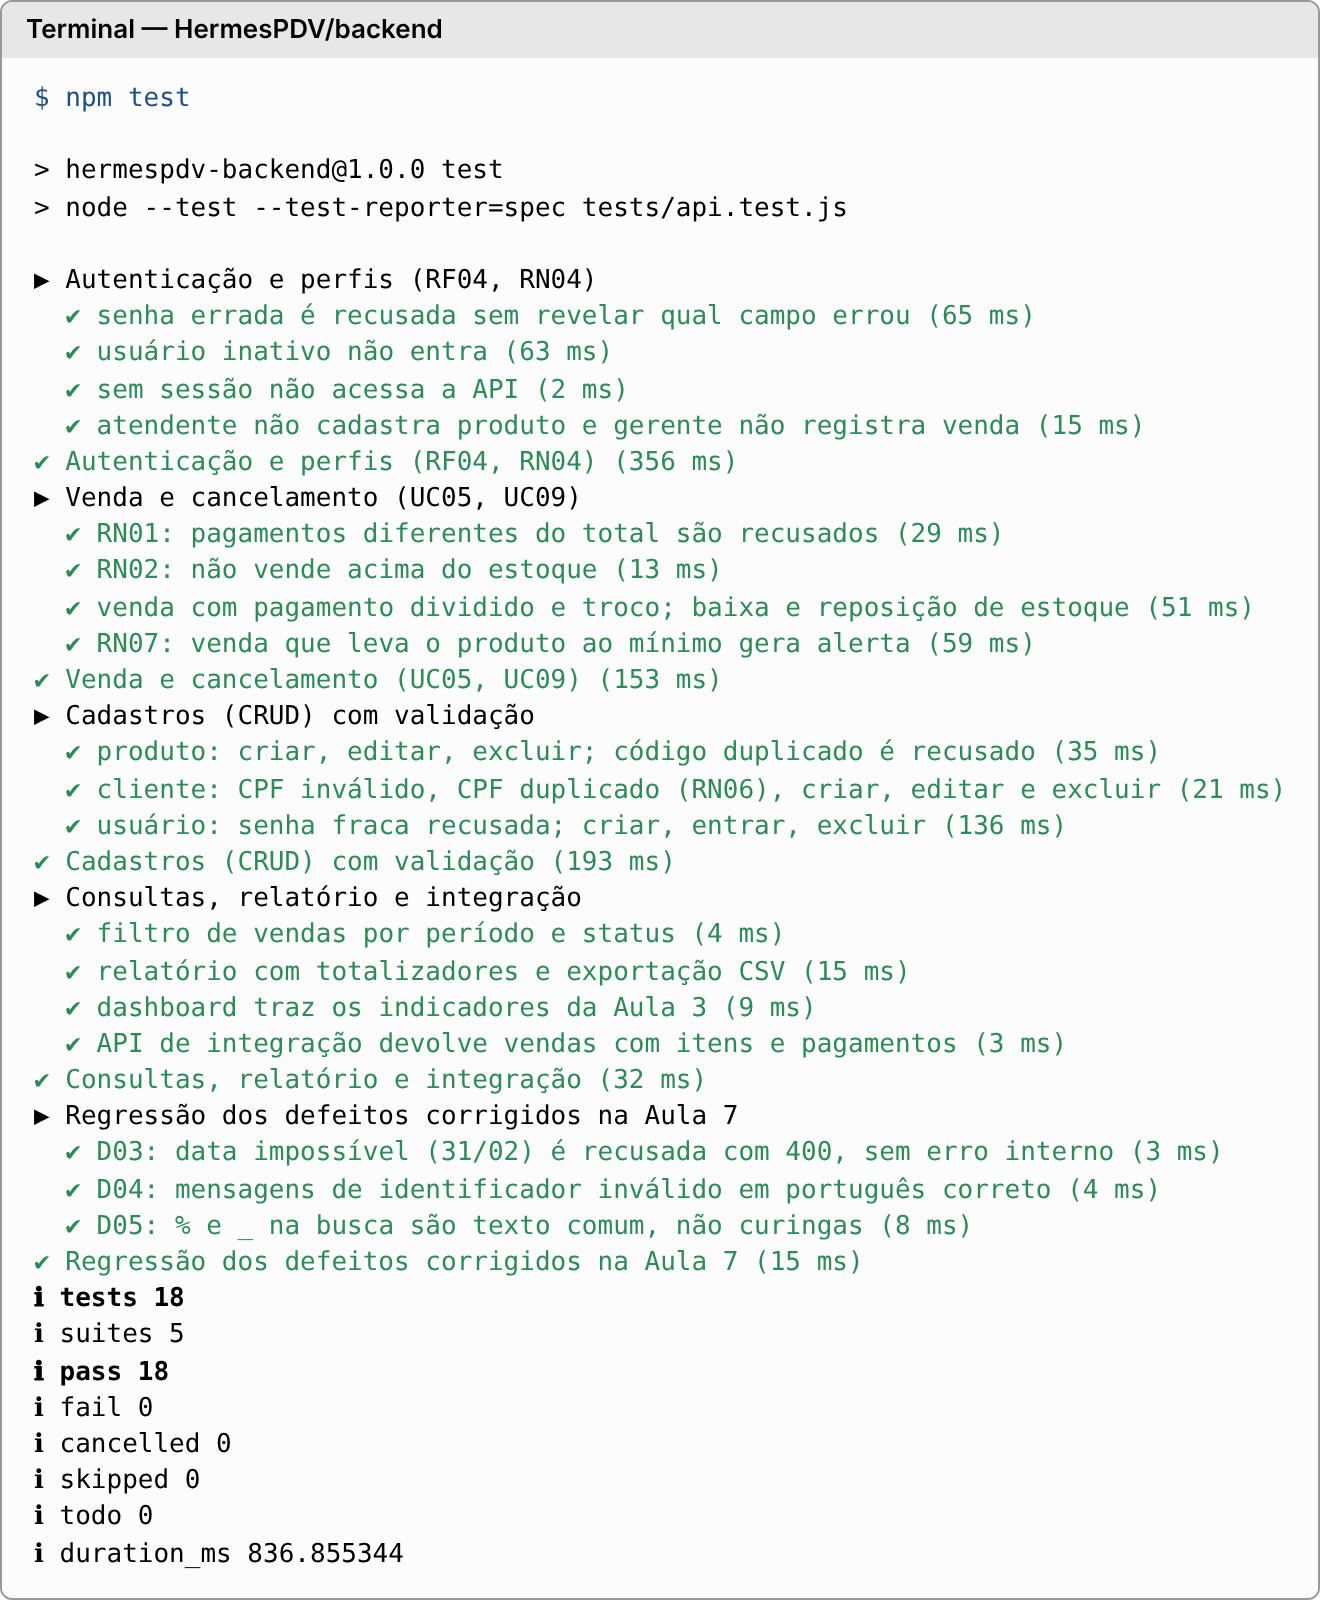 Terminal — HermesPDV/backend
$ npm test
> hermespdv-backend@1.0.0 test
> node --test --test-reporter=spec tests/api.test.js
▶ Autenticação e perfis (RF04, RN04)
✔ senha errada é recusada sem revelar qual campo errou (65 ms)
✔ usuário inativo não entra (63 ms)
✔ sem sessão não acessa a API (2 ms)
✔ atendente não cadastra produto e gerente não registra venda (15 ms)
✔ Autenticação e perfis (RF04, RN04) (356 ms)
▶ Venda e cancelamento (UC05, UC09)
✔ RN01: pagamentos diferentes do total são recusados (29 ms)
✔ RN02: não vende acima do estoque (13 ms)
✔ venda com pagamento dividido e troco; baixa e reposição de estoque (51 ms)
✔ RN07: venda que leva o produto ao mínimo gera alerta (59 ms)
✔ Venda e cancelamento (UC05, UC09) (153 ms)
▶ Cadastros (CRUD) com validação
✔ produto: criar, editar, excluir; código duplicado é recusado (35 ms)
✔ cliente: CPF inválido, CPF duplicado (RN06), criar, editar e excluir (21 ms)
✔ usuário: senha fraca recusada; criar, entrar, excluir (136 ms)
✔ Cadastros (CRUD) com validação (193 ms)
▶ Consultas, relatório e integração
✔ filtro de vendas por período e status (4 ms)
✔ relatório com totalizadores e exportação CSV (15 ms)
✔ dashboard traz os indicadores da Aula 3 (9 ms)
✔ API de integração devolve vendas com itens e pagamentos (3 ms)
✔ Consultas, relatório e integração (32 ms)
▶ Regressão dos defeitos corrigidos na Aula 7
✔ D03: data impossível (31/02) é recusada com 400, sem erro interno (3 ms)
✔ D04: mensagens de identificador inválido em português correto (4 ms)
✔ D05: % e _ na busca são texto comum, não curingas (8 ms)
✔ Regressão dos defeitos corrigidos na Aula 7 (15 ms)
ℹ tests 18
ℹ suites 5
ℹ pass 18
ℹ fail 0
ℹ cancelled 0
ℹ skipped 0
ℹ todo 0
ℹ duration_ms 836.855344